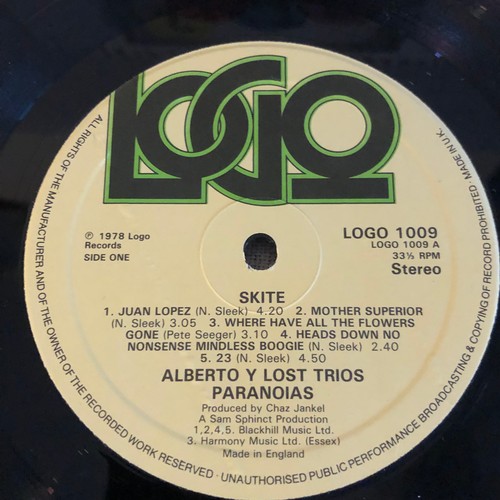 LOGO
ALL RIGHTS OF THE MANUFACTURER AND OF THE OWNER OF THE RECORDED WORK RESERVED · UNAUTHORISED PUBLIC PERFORMANCE BROADCASTING & COPYING OF RECORD PROHIBITED MADE IN U.K.
℗ 1978 Logo
Records
SIDE ONE
LOGO 1009
LOGO 1009 A
33⅓ RPM
Stereo
SKITE
1. JUAN LOPEZ (N. Sleek) 4.20 2. MOTHER SUPERIOR
(N. Sleek) 3.05 3. WHERE HAVE ALL THE FLOWERS
GONE (Pete Seeger) 3.10 4. HEADS DOWN NO
NONSENSE MINDLESS BOOGIE (N. Sleek) 2.40
5. 23 (N. Sleek) 4.50
ALBERTO Y LOST TRIOS
PARANOIAS
Produced by Chaz Jankel
A Sam Sphinct Production
1,2,4,5. Blackhill Music Ltd.
3, Harmony Music Ltd. (Essex)
Made in England